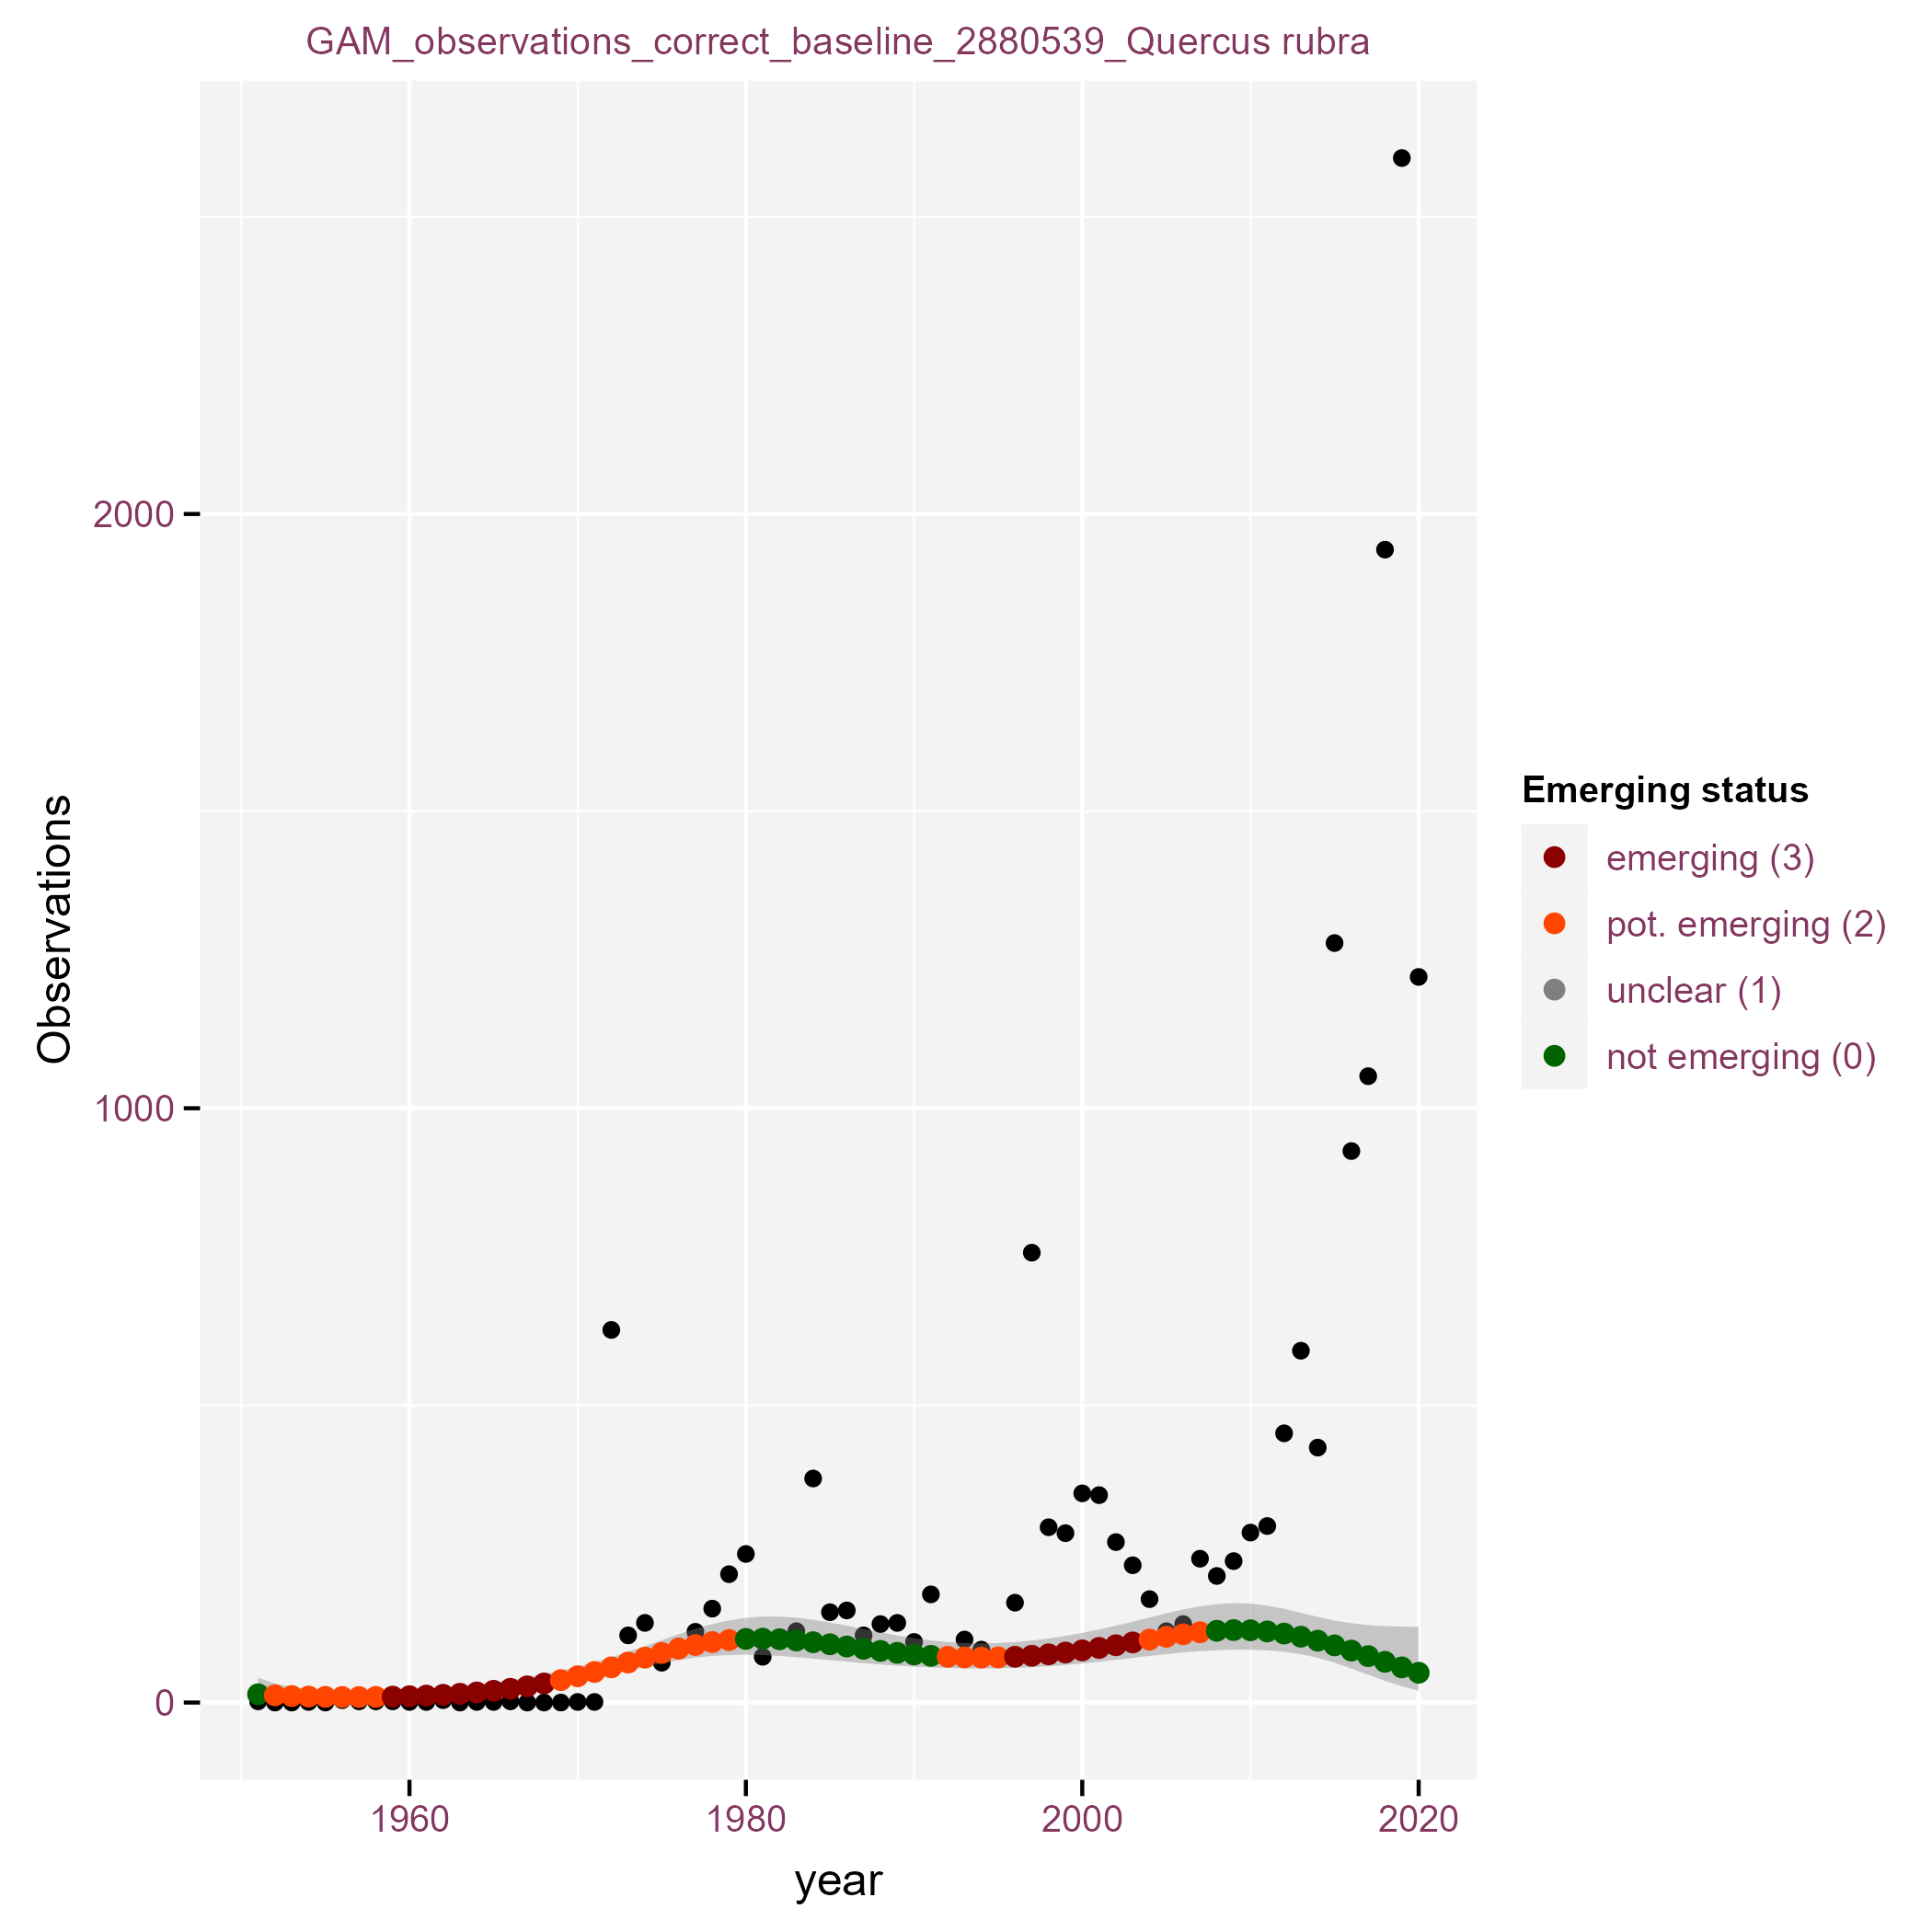 GAM_observations_correct_baseline_2880539_Quercus rubra
Observations
2000
1000
0
1960
1980
2000
2020
year
Emerging status
emerging (3)
pot. emerging (2)
unclear (1)
not emerging (0)